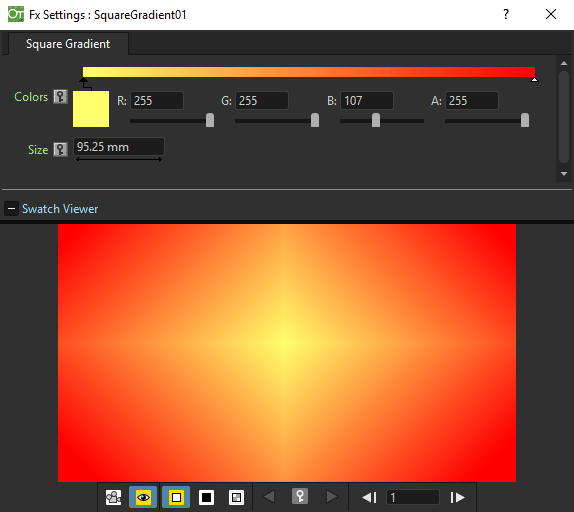 OT Fx Settings : SquareGradient01 ?
Square Gradient
Colors R: 255 G: 255 B: 107 A: 255
Size 95.25 mm
Swatch Viewer
1